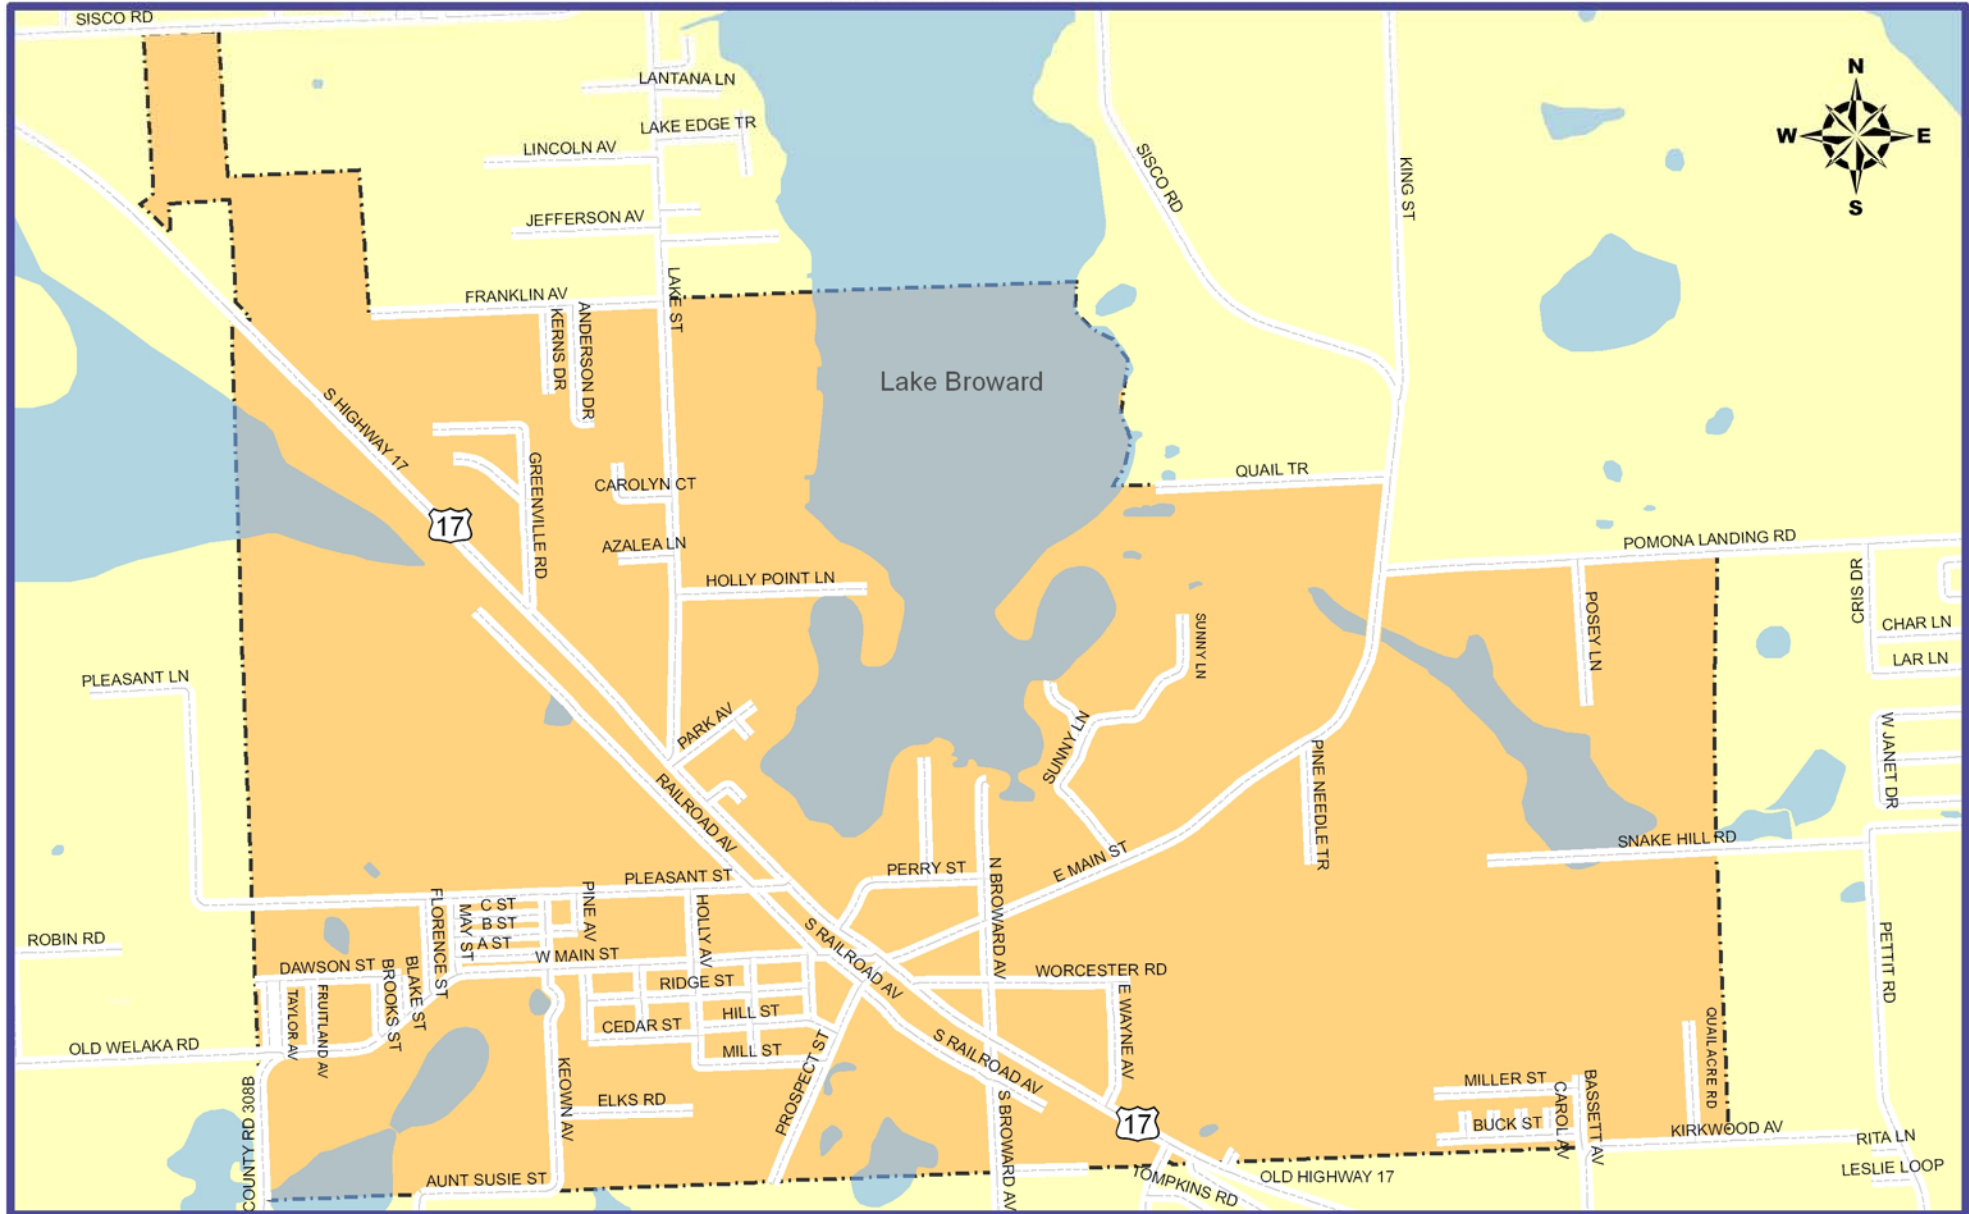 SISCO RD
LANTANA LN
N
LAKE EDGE TR
W
E
LINCOLN AV
SISCO RD
KING ST
S
JEFFERSON AV
LAKE ST
FRANKLIN AV
KERNS DR
ANDERSON DR
Lake Broward
S HIGHWAY 17
GREENVILLE RD
CAROLYN CT
QUAIL TR
17
AZALEA LN
POMONA LANDING RD
HOLLY POINT LN
CRIS DR
POSEY LN
CHAR LN
SUNNY LN
LAR LN
PLEASANT LN
PARK AV
SUNNY LN
W JANET DR
PINE NEEDLE TR
RAILROAD AV
SNAKE HILL RD
E MAIN ST
PERRY ST
PLEASANT ST
FLORENCE ST
MAY ST
C ST
B ST
A ST
PINE AV
HOLLY AV
N BROWARD AV
S RAILROAD AV
PETTIT RD
ROBIN RD
W MAIN ST
DAWSON ST
BROOKS ST
BLAKE ST
WORCESTER RD
RIDGE ST
TAYLOR AV
FRUITLAND AV
E WAYNE AV
HILL ST
CEDAR ST
QUAIL ACRE RD
OLD WELAKA RD
MILL ST
S RAILROAD AV
PROSPECT ST
KEOWN AV
ELKS RD
MILLER ST
CAROL AV
BASSETT AV
COUNTY RD 308B
S BROWARD AV
17
BUCK ST
KIRKWOOD AV
RITA LN
LESLIE LOOP
AUNT SUSIE ST
TOMPKINS RD
OLD HIGHWAY 17